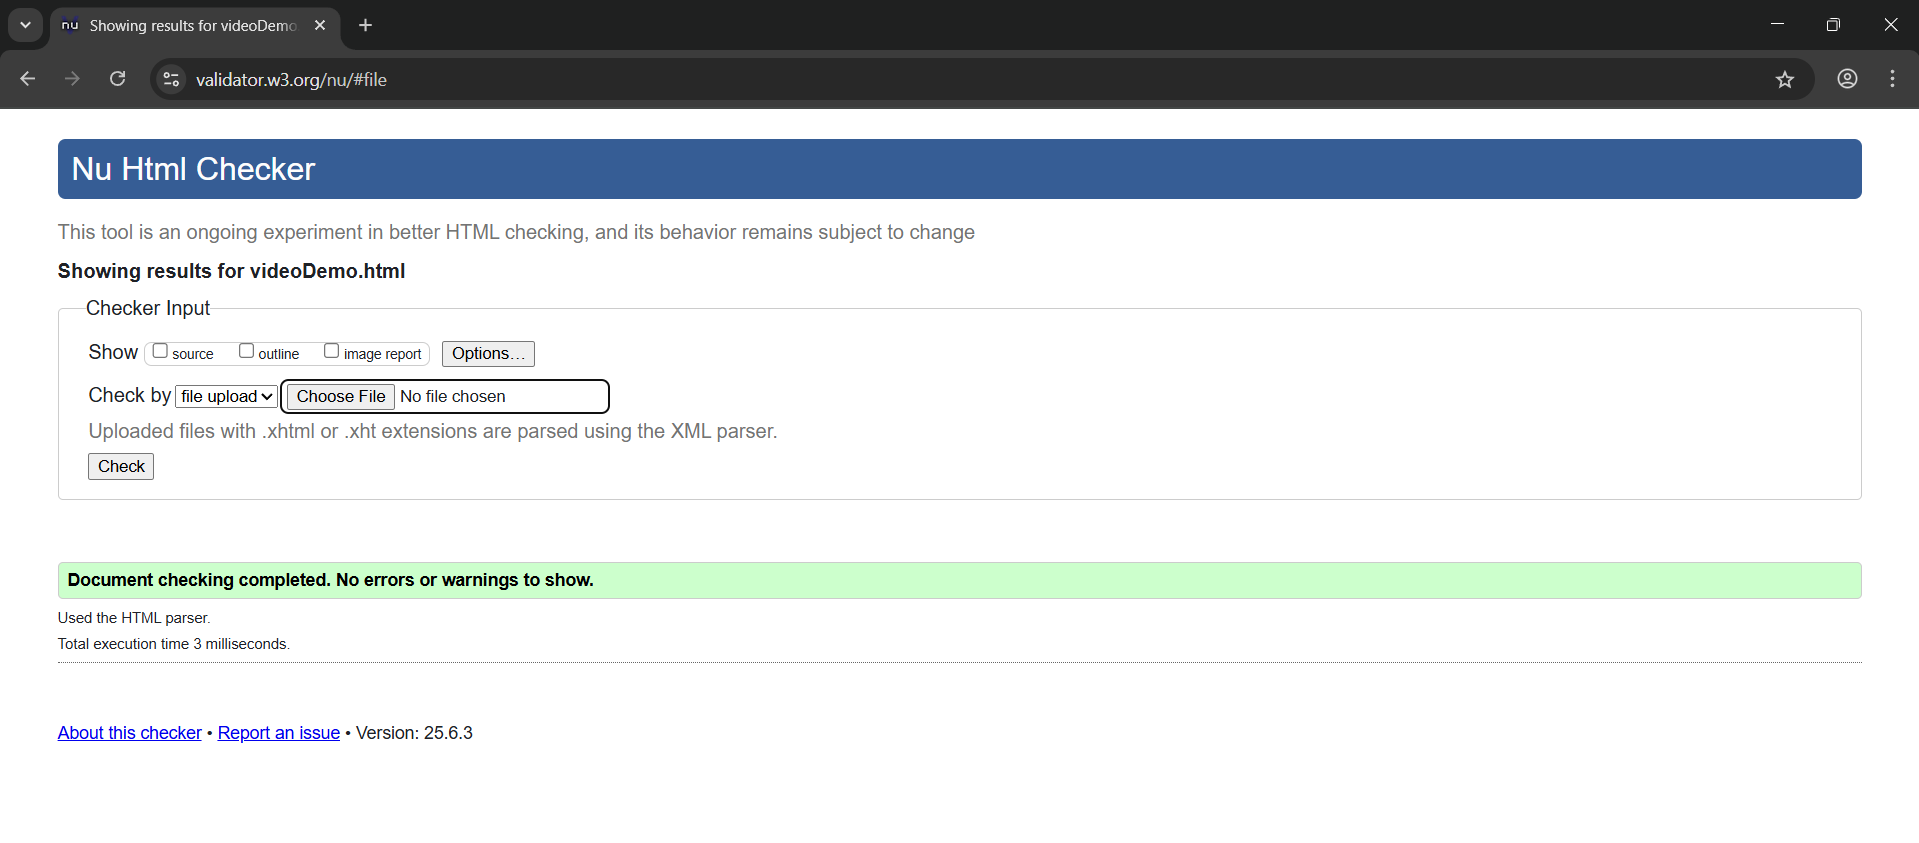 nu Showing results for videoDemo
validator.w3.org/nu/#file
Nu Html Checker
This tool is an ongoing experiment in better HTML checking, and its behavior remains subject to change
Showing results for videoDemo.html
Checker Input
Show source outline image report Options...
Check by file upload Choose File No file chosen
Uploaded files with .xhtml or .xht extensions are parsed using the XML parser.
Check
Document checking completed. No errors or warnings to show.
Used the HTML parser.
Total execution time 3 milliseconds.
About this checker • Report an issue • Version: 25.6.3